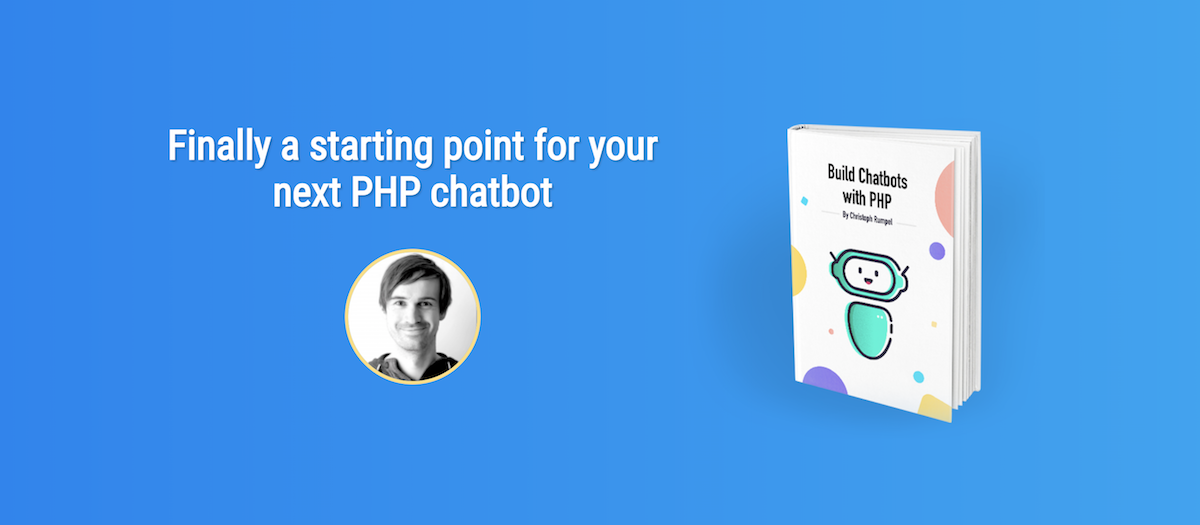 Finally a starting point for your
next PHP chatbot
Build Chatbots
with PHP
By Christoph Rumpel